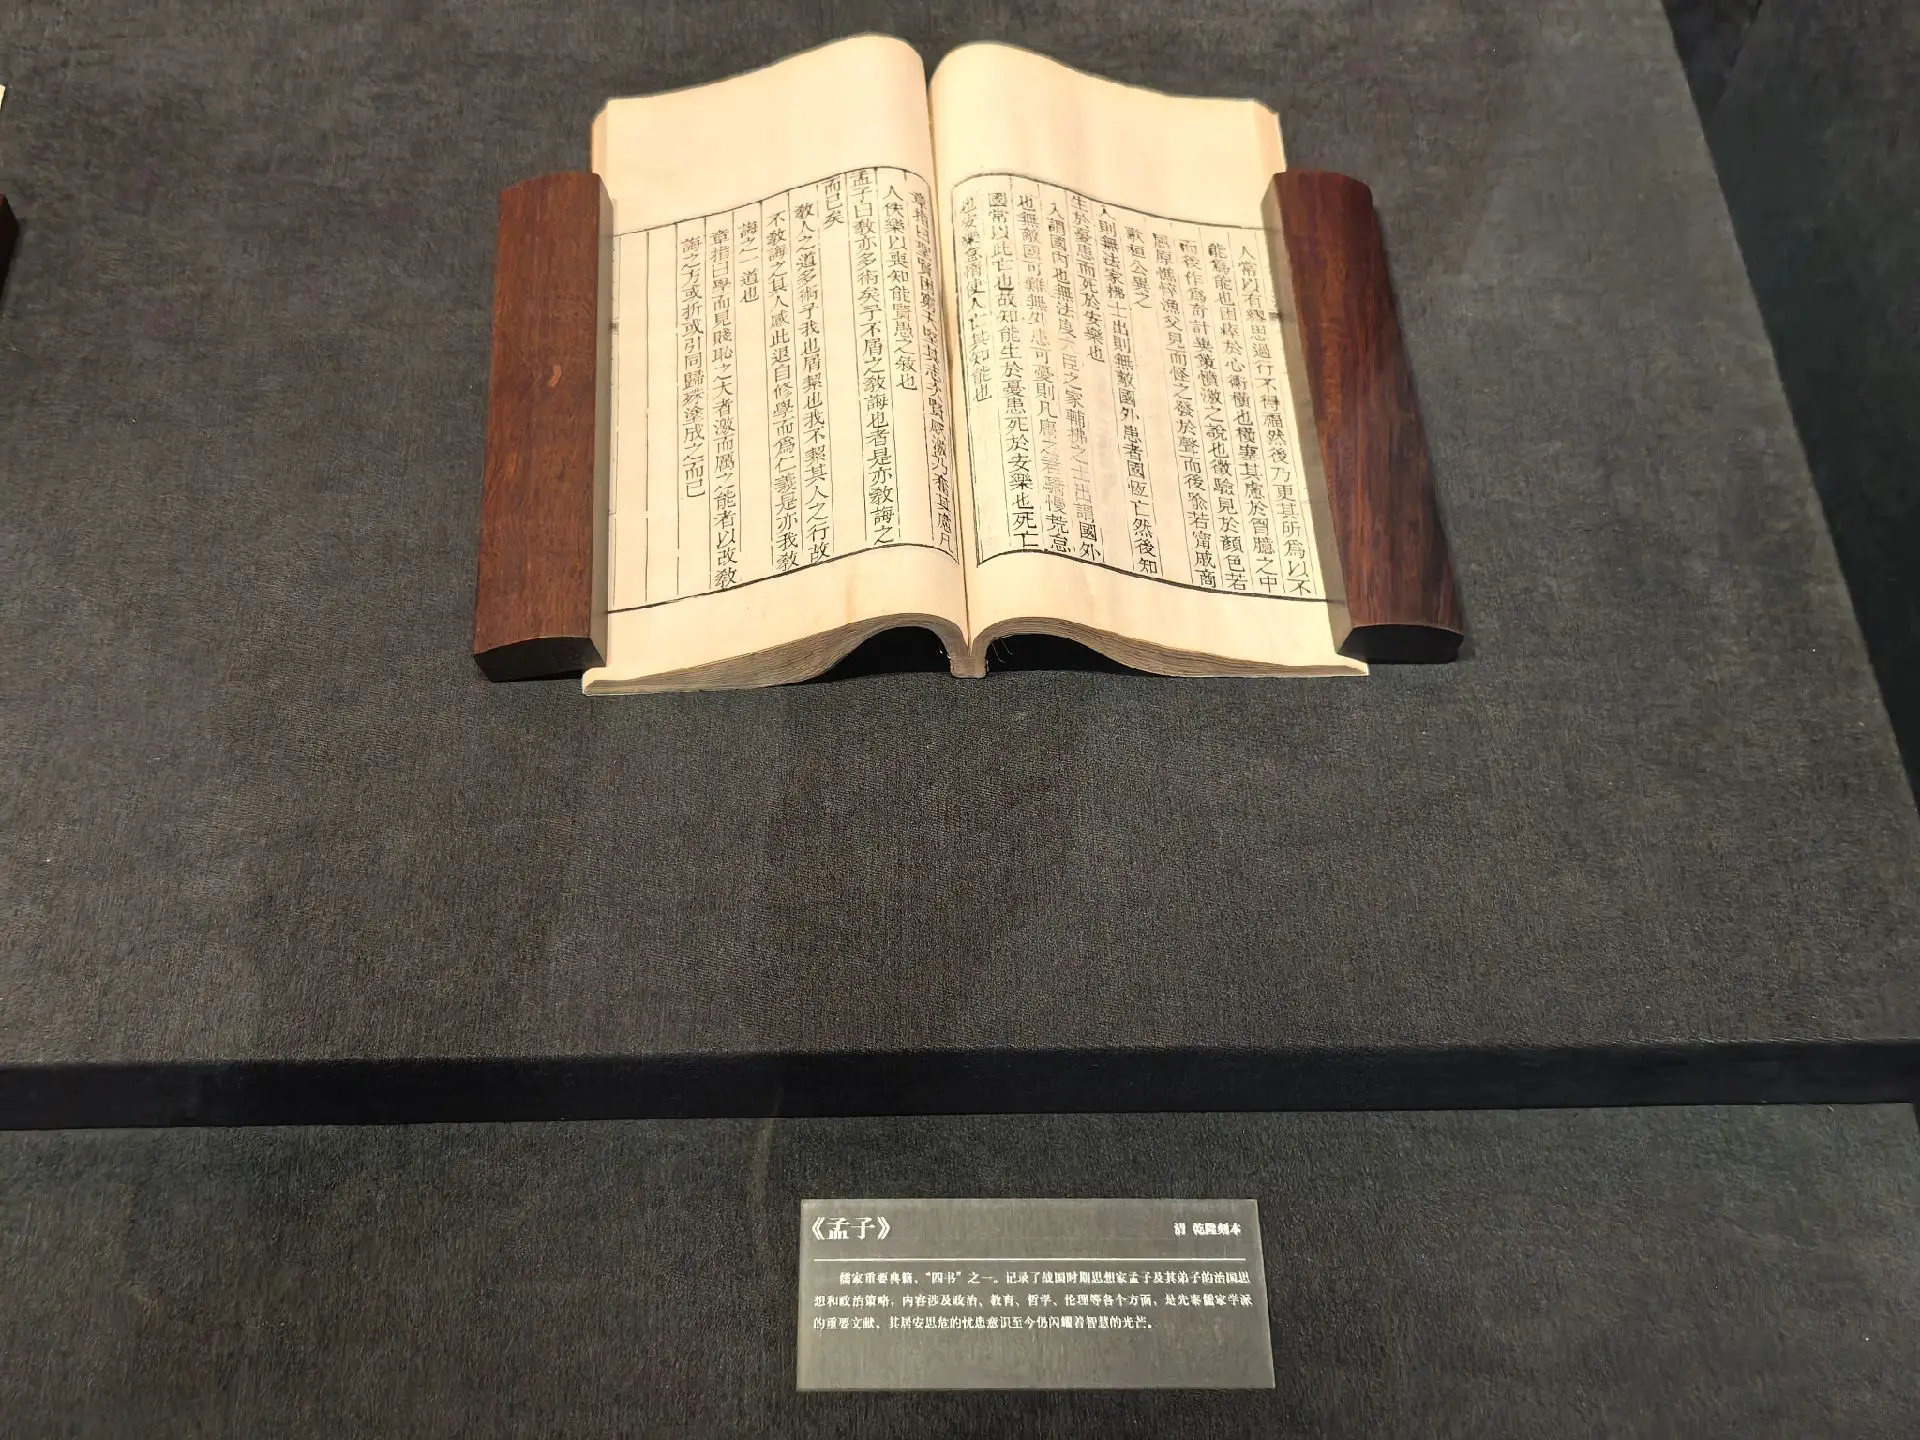 人常以有繆思過行不得福然後乃更其所爲以不
能爲能也困瘁於心衡橫也橫塞其慮於胷臆之中
而後作爲奇計異策憤激之說也徵驗見於顏色若
屈原憔悴漁父見而怪之發於聲而後喻若甯戚商
歌桓公異之
入則無法家拂士出則無敵國外患者國恆亡然後知
生於憂患而死於安樂也
入謂國內也無法度大臣之家輔拂之士出謂國外
也無敵國可難無外患可憂則凡庸之君驕慢荒怠
國常以此亡也故知能生於憂患死於安樂也死亡
也安樂怠惰使人亡其知能也
章指曰聖賢困窮天堅其志次賢感激乃奮其慮凡
人佚樂以喪知能賢愚之敘也
孟子曰敎亦多術矣予不屑之敎誨也者是亦敎誨之
而已矣
敎人之道多術予我也屑絜也我不絜其人之行故
不敎誨之其人感此退自修學而爲仁義是亦我敎
誨之一道也
章指曰學而見賤恥之大者激而厲之能者以改敎
誨之方或折或引同歸殊塗成之而已
《孟子》
清 乾隆刻本
儒家重要典籍，“四书”之一。记录了战国时期思想家孟子及其弟子的治国思
想和政治策略，内容涉及政治、教育、哲学、伦理等各个方面，是先秦儒家学派
的重要文献，其居安思危的忧患意识至今仍闪耀着智慧的光芒。